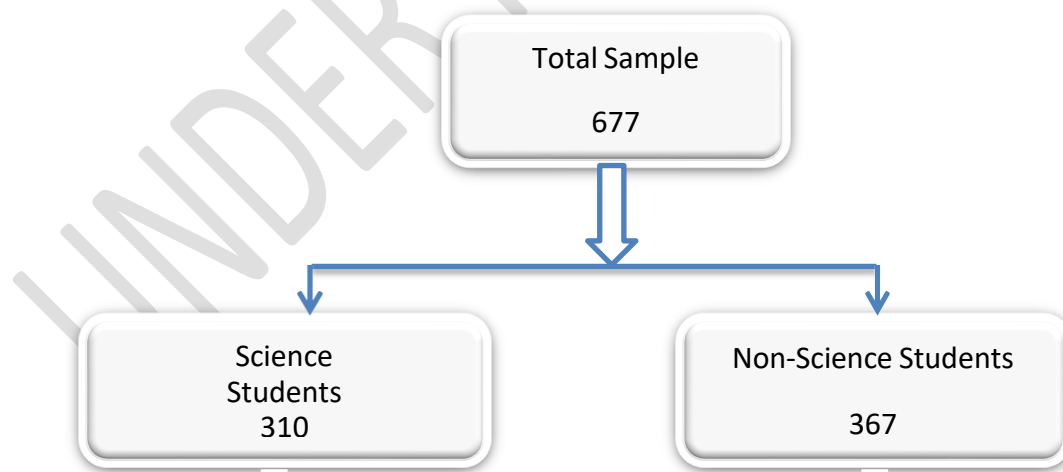 UNDER
Total Sample
677
Science
Students
310
Non-Science Students
367